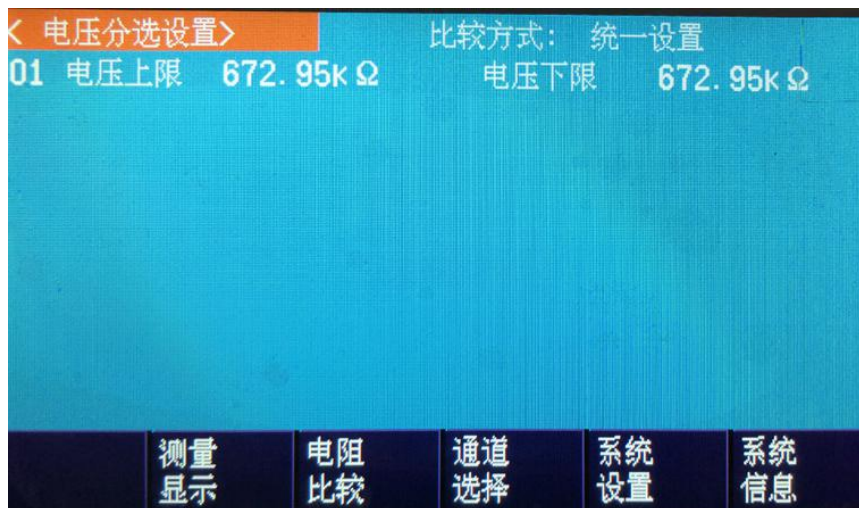 < 电压分选设置> 比较方式: 统一设置
01 电压上限 672.95KΩ 电压下限 672.95KΩ
测量显示 电阻比较 通道选择 系统设置 系统信息